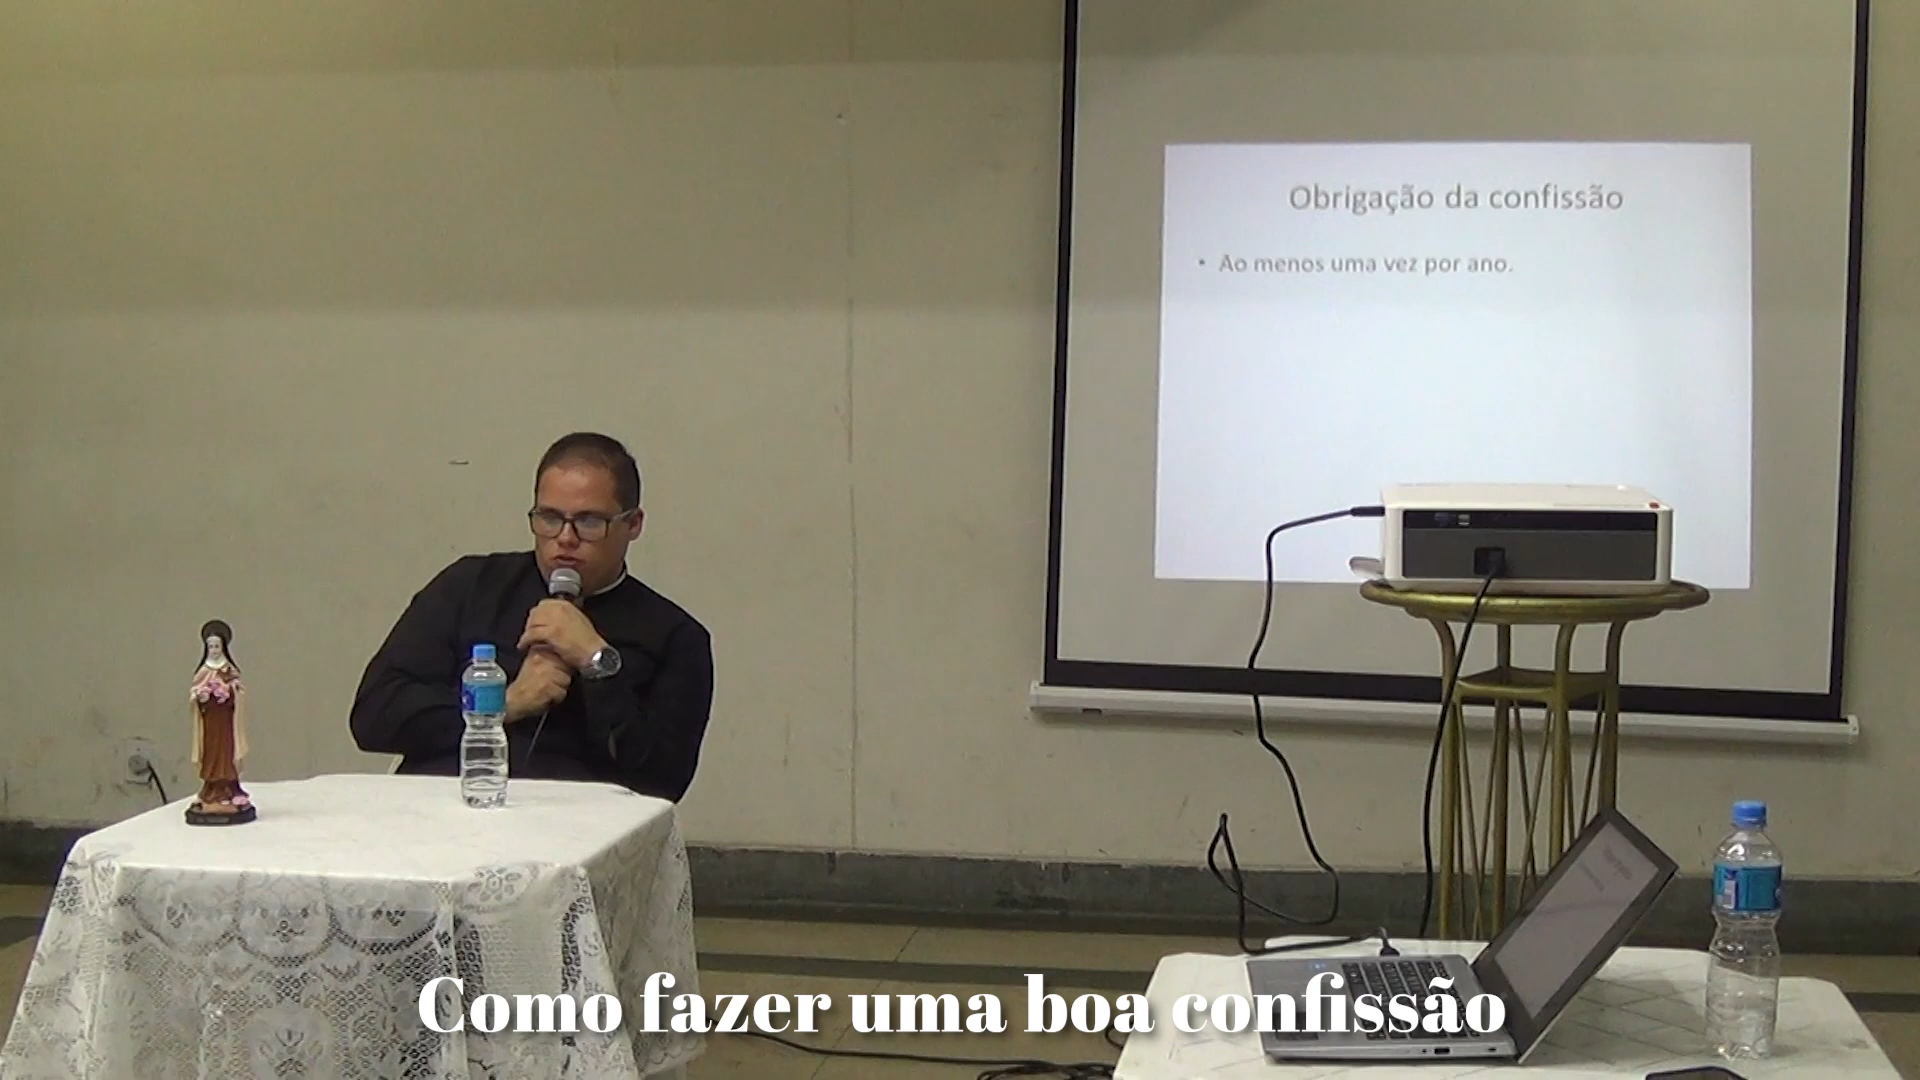 Obrigação da confissão
• Ao menos uma vez por ano.
Como fazer uma boa confissão